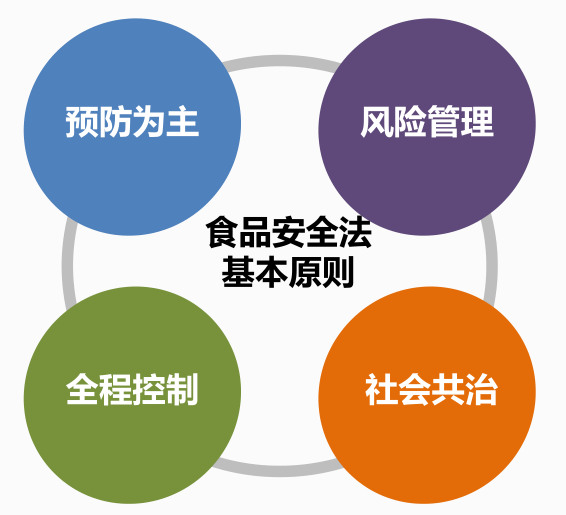 预防为主
风险管理
食品安全法
基本原则
全程控制
社会共治